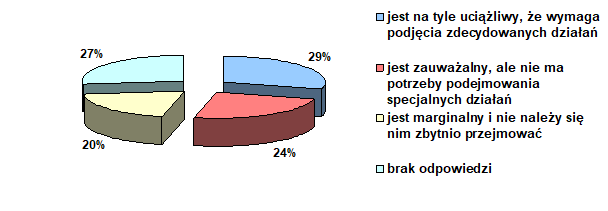 27%
29%
20%
24%
jest na tyle uciążliwy, że wymaga
podjęcia zdecydowanych działań
jest zauważalny, ale nie ma
potrzeby podejmowania
specjalnych działań
jest marginalny i nie należy się
nim zbytnio przejmować
brak odpowiedzi